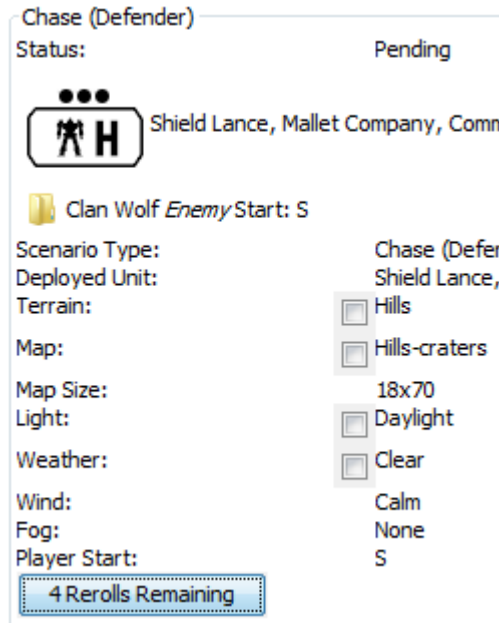 Chase (Defender)
Status: Pending
H Shield Lance, Mallet Company, Comm
Clan Wolf Enemy Start: S
Scenario Type: Chase (Defer
Deployed Unit: Shield Lance,
Terrain: Hills
Map: Hills-craters
Map Size: 18x70
Light: Daylight
Weather: Clear
Wind: Calm
Fog: None
Player Start: S
4 Rerolls Remaining